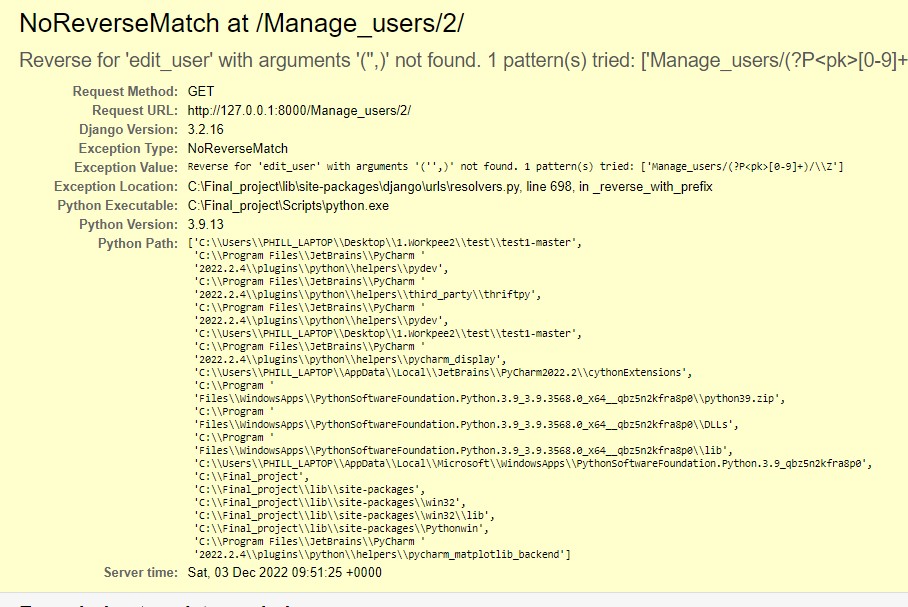 NoReverseMatch at /Manage_users/2/
Reverse for 'edit_user' with arguments '('',)' not found. 1 pattern(s) tried: ['Manage_users/(?P<pk>[0-9]+
Request Method: GET
Request URL: http://127.0.0.1:8000/Manage_users/2/
Django Version: 3.2.16
Exception Type: NoReverseMatch
Exception Value: Reverse for 'edit_user' with arguments '('',)' not found. 1 pattern(s) tried: ['Manage_users/(?P<pk>[0-9]+)/\\Z']
Exception Location: C:\Final_project\lib\site-packages\django\urls\resolvers.py, line 698, in _reverse_with_prefix
Python Executable: C:\Final_project\Scripts\python.exe
Python Version: 3.9.13
Python Path: ['C:\\Users\\PHILL_LAPTOP\\Desktop\\1.Workpee2\\test\\test1-master',
'C:\\Program Files\\JetBrains\\PyCharm '
'2022.2.4\\plugins\\python\\helpers\\pydev',
'C:\\Program Files\\JetBrains\\PyCharm '
'2022.2.4\\plugins\\python\\helpers\\third_party\\thriftpy',
'C:\\Program Files\\JetBrains\\PyCharm '
'2022.2.4\\plugins\\python\\helpers\\pydev',
'C:\\Users\\PHILL_LAPTOP\\Desktop\\1.Workpee2\\test\\test1-master',
'C:\\Program Files\\JetBrains\\PyCharm '
'2022.2.4\\plugins\\python\\helpers\\pycharm_display',
'C:\\Users\\PHILL_LAPTOP\\AppData\\Local\\JetBrains\\PyCharm2022.2\\cythonExtensions',
'C:\\Program '
'Files\\WindowsApps\\PythonSoftwareFoundation.Python.3.9_3.9.3568.0_x64__qbz5n2kfra8p0\\python39.zip',
'C:\\Program '
'Files\\WindowsApps\\PythonSoftwareFoundation.Python.3.9_3.9.3568.0_x64__qbz5n2kfra8p0\\DLLs',
'C:\\Program '
'Files\\WindowsApps\\PythonSoftwareFoundation.Python.3.9_3.9.3568.0_x64__qbz5n2kfra8p0\\lib',
'C:\\Users\\PHILL_LAPTOP\\AppData\\Local\\Microsoft\\WindowsApps\\PythonSoftwareFoundation.Python.3.9_qbz5n2kfra8p0',
'C:\\Final_project',
'C:\\Final_project\\lib\\site-packages',
'C:\\Final_project\\lib\\site-packages\\win32',
'C:\\Final_project\\lib\\site-packages\\win32\\lib',
'C:\\Final_project\\lib\\site-packages\\Pythonwin',
'C:\\Program Files\\JetBrains\\PyCharm '
'2022.2.4\\plugins\\python\\helpers\\pycharm_matplotlib_backend']
Server time: Sat, 03 Dec 2022 09:51:25 +0000